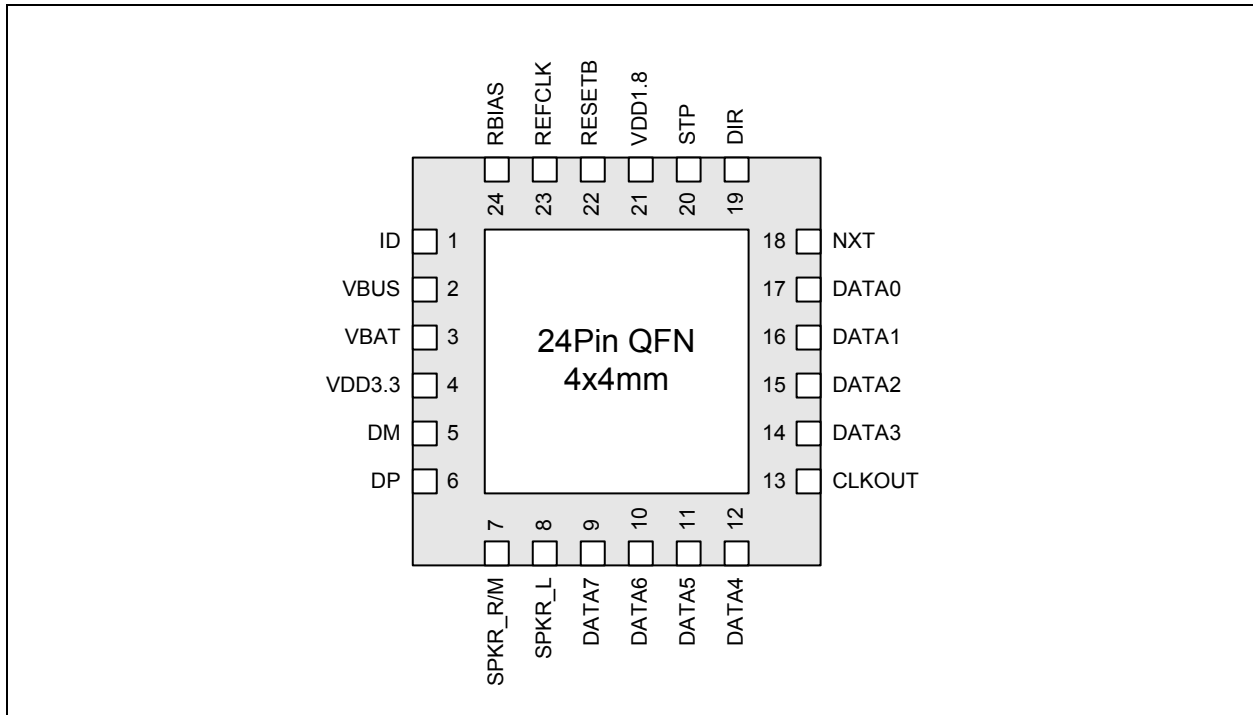 RBIAS
REFCLK
RESETB
VDD1.8
STP
DIR
24
23
22
21
20
19
ID 1
VBUS 2
VBAT 3
VDD3.3 4
DM 5
DP 6
24Pin QFN
4x4mm
18 NXT
17 DATA0
16 DATA1
15 DATA2
14 DATA3
13 CLKOUT
7
8
9
10
11
12
SPKR_R/M
SPKR_L
DATA7
DATA6
DATA5
DATA4